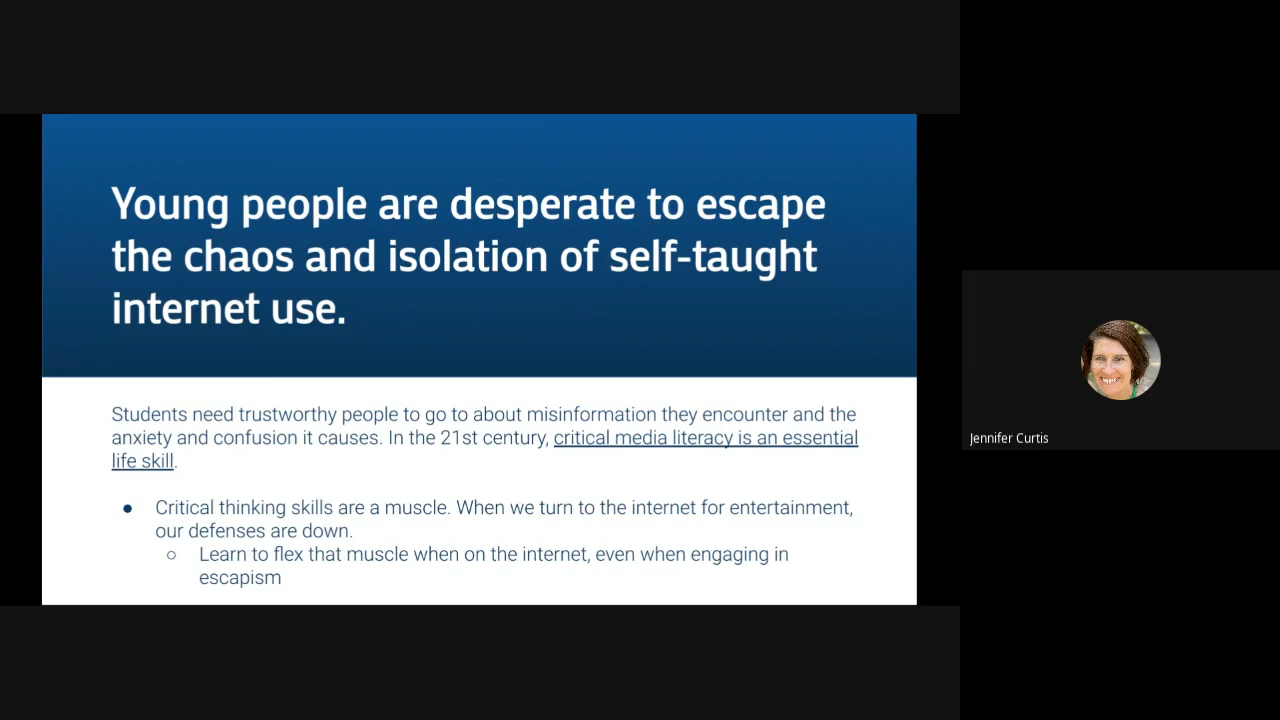 Young people are desperate to escape
the chaos and isolation of self-taught
internet use.
Students need trustworthy people to go to about misinformation they encounter and the
anxiety and confusion it causes. In the 21st century, critical media literacy is an essential
life skill.
● Critical thinking skills are a muscle. When we turn to the internet for entertainment,
our defenses are down.
○ Learn to flex that muscle when on the internet, even when engaging in
escapism
Jennifer Curtis